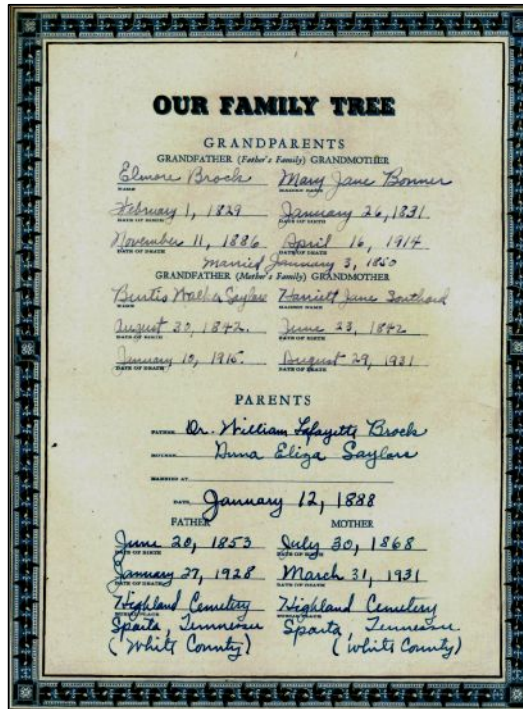 OUR FAMILY TREE
GRANDPARENTS
GRANDFATHER (Father's Family) GRANDMOTHER
Elmore Brock Mary Jane Bonner
NAME MAIDEN NAME
February 1, 1829 January 26, 1831
DATE OF BIRTH DATE OF BIRTH
November 11, 1886 April 16, 1914
DATE OF DEATH DATE OF DEATH
Married January 3, 1850
GRANDFATHER (Mother's Family) GRANDMOTHER
Burtis Walker Saylors Harriett Jane Southard
NAME MAIDEN NAME
August 30, 1842. June 23, 1842
DATE OF BIRTH DATE OF BIRTH
January 10, August 29, 1931
DATE OF DEATH DATE OF DEATH
PARENTS
FATHER Dr. William Lafayette Brock
MOTHER Eliza Saylors
MARRIED AT
DATE January 12, 1888
FATHER MOTHER
June 20, 1853 July 30, 1868
DATE OF BIRTH DATE OF BIRTH
January 27, 1928 March 31, 1931
DATE OF DEATH DATE OF DEATH
Highland Cemetery Highland Cemetery
Sparta, Tennessee Sparta, Tennessee
(White County) (White County)